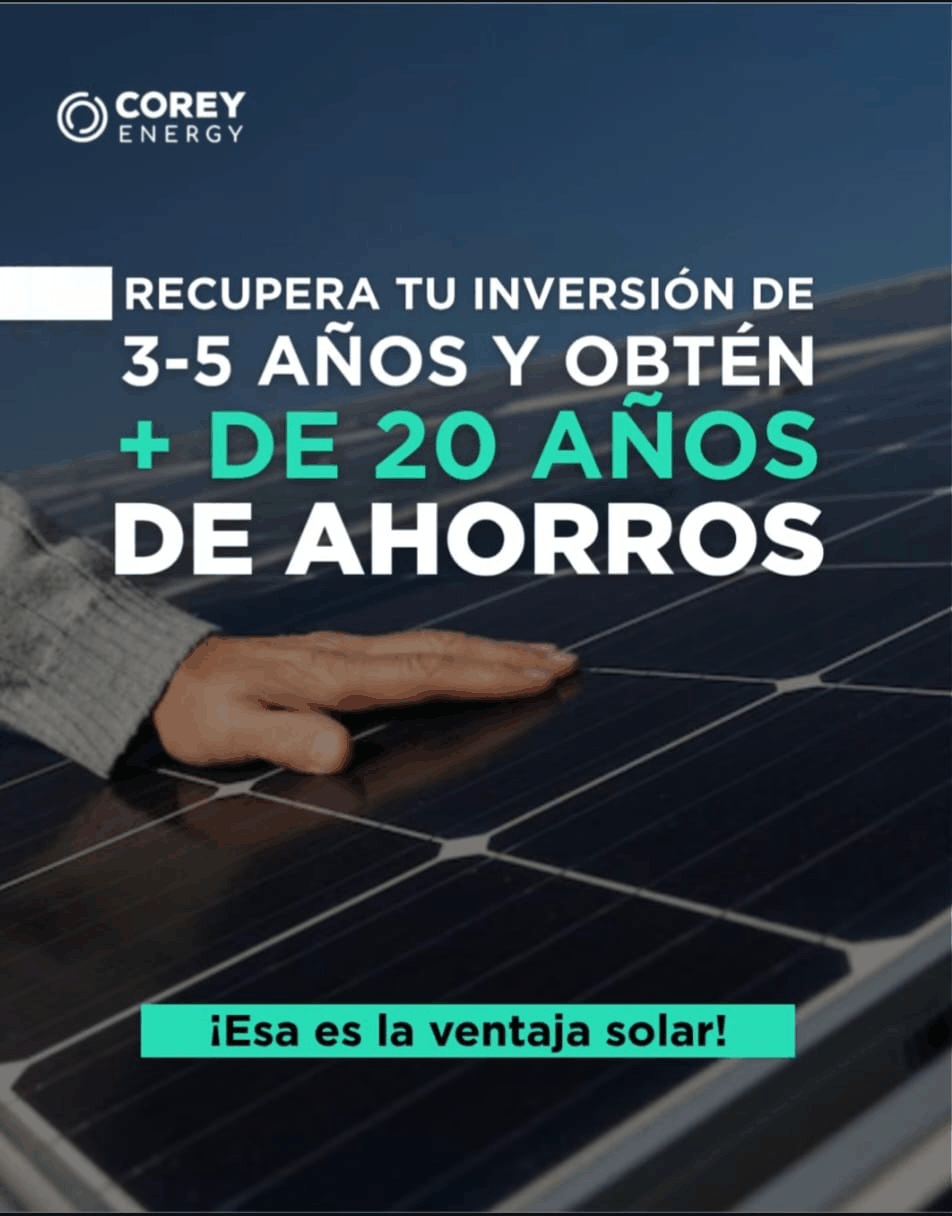 COREY
ENERGY
RECUPERA TU INVERSIÓN DE
3-5 AÑOS Y OBTÉN
+ DE 20 AÑOS
DE AHORROS
¡Esa es la ventaja solar!